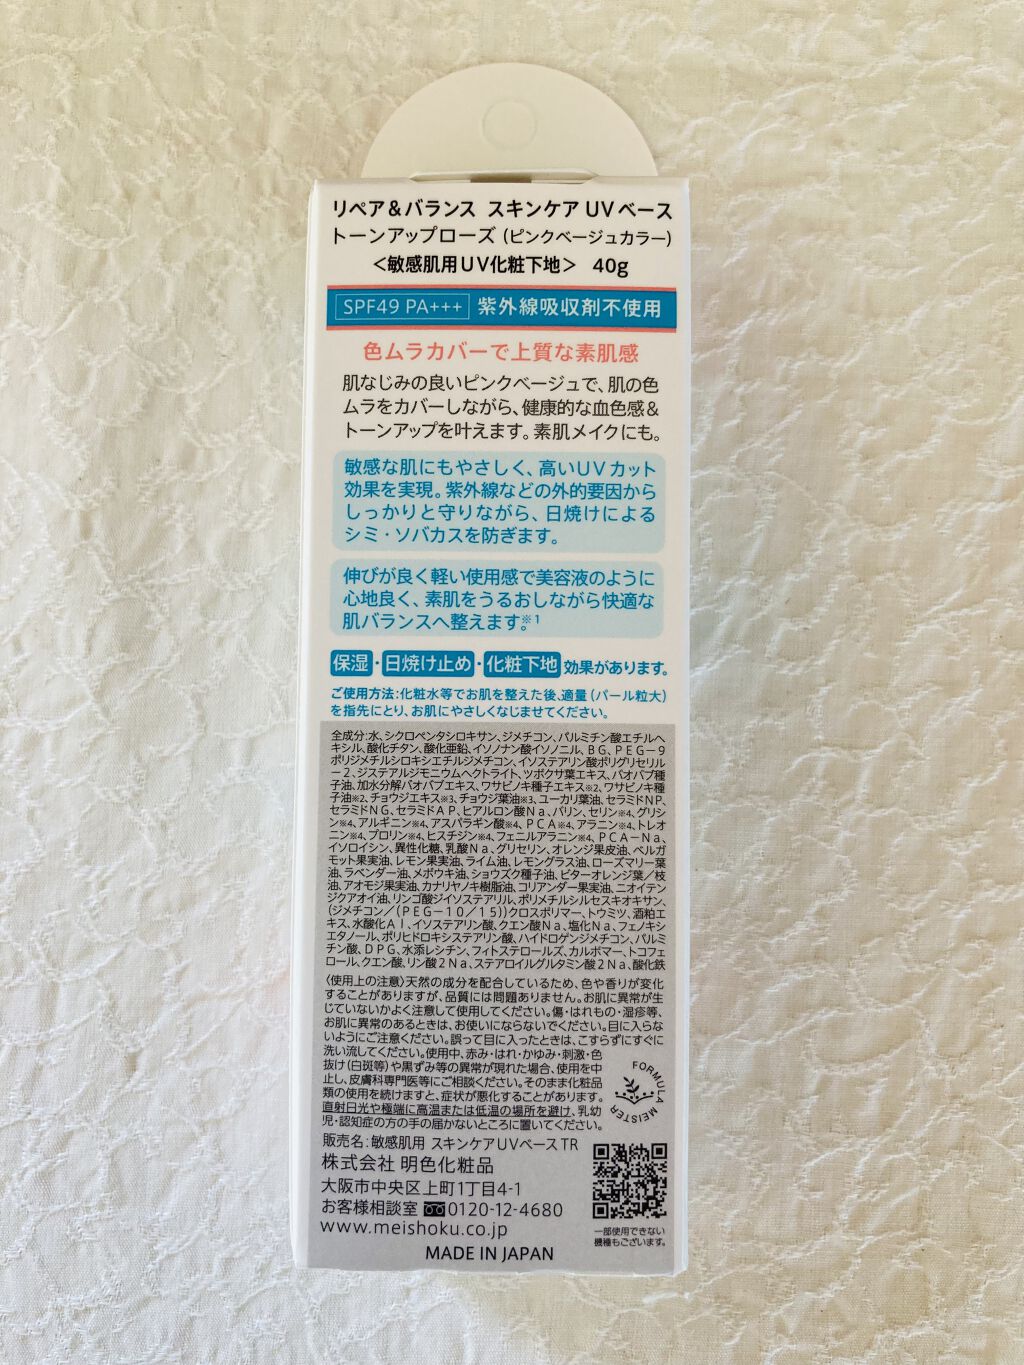 リペア＆バランス スキンケア UV ベース
トーンアップローズ（ピンクベージュカラー）
＜敏感肌用UV化粧下地＞ 40g
SPF49 PA+++ 紫外線吸収剤不使用
色ムラカバーで上質な素肌感
肌なじみの良いピンクベージュで、肌の色
ムラをカバーしながら、健康的な血色感＆
トーンアップを叶えます。素肌メイクにも。
敏感な肌にもやさしく、高いUVカット
効果を実現。紫外線などの外的要因から
しっかりと守りながら、日焼けによる
シミ・ソバカスを防ぎます。
伸びが良く軽い使用感で美容液のように
心地良く、素肌をうるおしながら快適な
肌バランスへ整えます。※1
保湿・日焼け止め・化粧下地 効果があります。
ご使用方法：化粧水等でお肌を整えた後、適量（パール粒大）
を指先にとり、お肌にやさしくなじませてください。
全成分：水、シクロペンタシロキサン、ジメチコン、パルミチン酸エチルヘ
キシル、酸化チタン、酸化亜鉛、イソノナン酸イソノニル、BG、PEG－9
ポリジメチルシロキシエチルジメチコン、イソステアリン酸ポリグリセリル
－2、ジステアルジモニウムヘクトライト、ツボクサ葉エキス、バオバブ種
子油、加水分解バオバブエキス、ワサビノキ種子エキス※2、ワサビノキ種
子油※2、チョウジエキス※3、チョウジ葉油※3、ユーカリ葉油、セラミドNP、
セラミドNG、セラミドAP、ヒアルロン酸Na、バリン、セリン※4、グリシ
ン※4、アルギニン※4、アスパラギン酸※4、PCA※4、アラニン※4、トレオ
ニン※4、プロリン※4、ヒスチジン※4、フェニルアラニン※4、PCA－Na、
イソロイシン、異性化糖、乳酸Na、グリセリン、オレンジ果皮油、ベルガ
モット果実油、レモン果実油、ライム油、レモングラス油、ローズマリー葉
油、ラベンダー油、メボウキ油、ショウズク種子油、ビターオレンジ葉／枝
油、アオモジ果実油、カナリヤノキ樹脂油、コリアンダー果実油、ニオイテン
ジクアオイ油、リンゴ酸ジイソステアリル、ポリメチルシルセスキオキサン、
（ジメチコン／（PEG－10／15））クロスポリマー、トウミツ、酒粕エ
キス、水酸化Al、イソステアリン酸、クエン酸Na、塩化Na、フェノキシ
エタノール、ポリヒドロキシステアリン酸、ハイドロゲンジメチコン、パルミ
チン酸、DPG、水添レシチン、フィトステロールズ、カルボマー、トコフェ
ロール、クエン酸、リン酸2Na、ステアロイルグルタミン酸2Na、酸化鉄
〈使用上の注意〉天然の成分を配合しているため、色や香りが変化
することがありますが、品質には問題ありません。お肌に異常が生
じていないかよく注意して使用してください。傷・はれもの・湿疹等、
お肌に異常のあるときは、お使いにならないでください。目に入らな
いようにご注意ください。誤って目に入ったときは、こすらずにすぐに
洗い流してください。使用中、赤み・はれ・かゆみ・刺激・色
抜け（白斑等）や黒ずみ等の異常が現れた場合、使用を中
止し、皮膚科専門医等にご相談ください。そのまま化粧品
類の使用を続けますと、症状が悪化することがあります。
直射日光や極端に高温または低温の場所を避け、乳幼
児・認知症の方の手の届かないところに置いてください。
FORMULA MEISTER
販売名：敏感肌用 スキンケアUVベースTR
株式会社 明色化粧品
大阪市中央区上町1丁目4-1
お客様相談室 0120-12-4680
www.meishoku.co.jp
一部使用できない
機種もございます。
MADE IN JAPAN